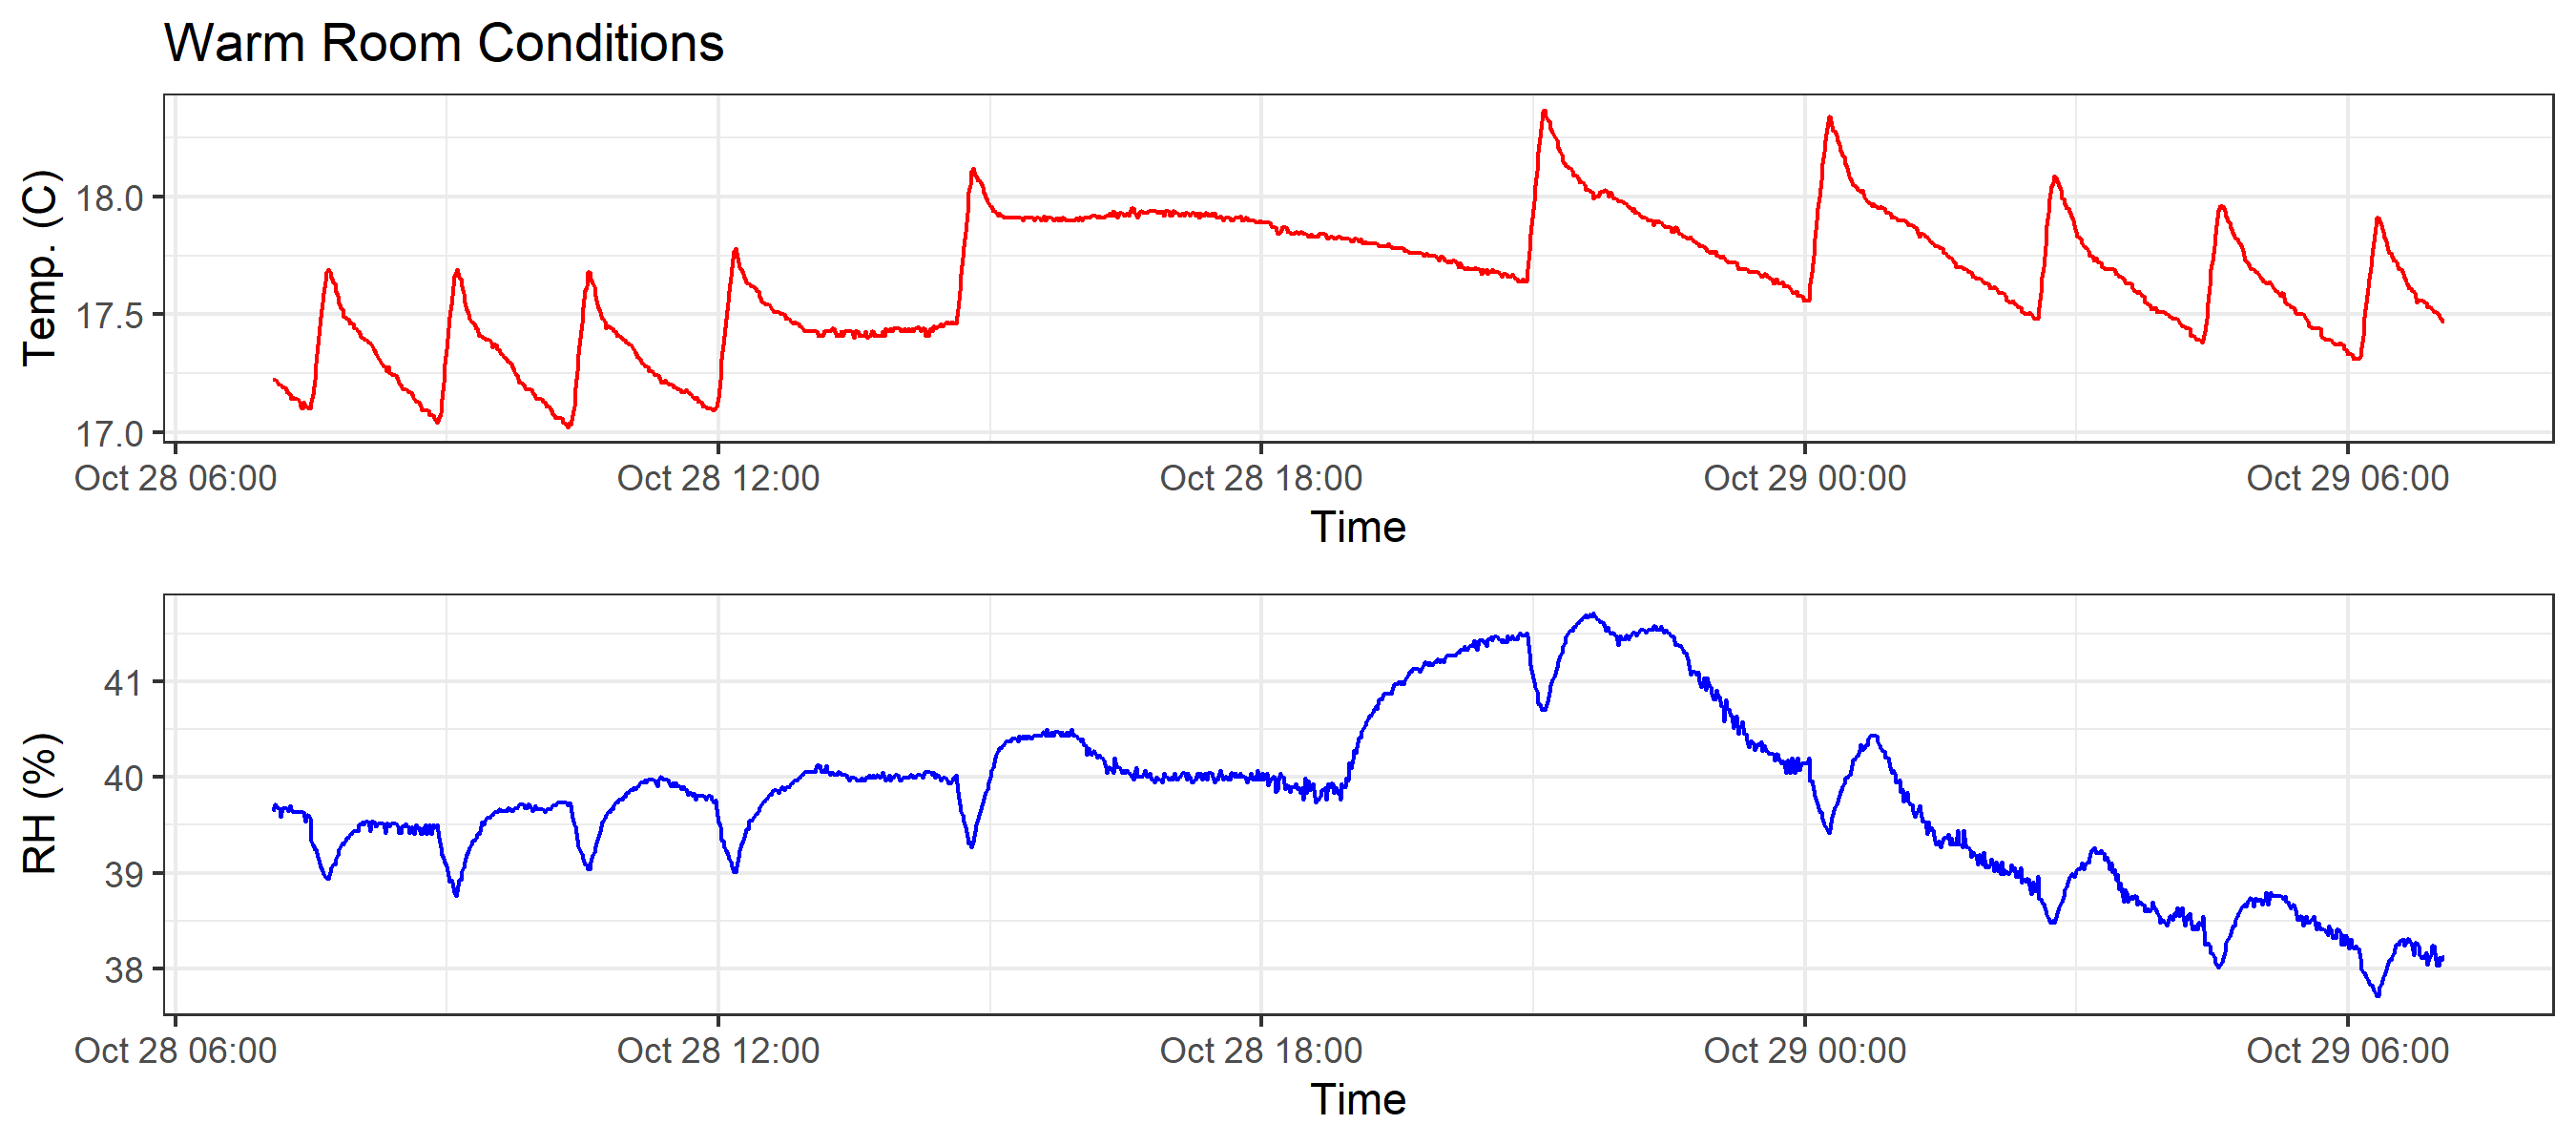 Warm Room Conditions
Temp. (C)
18.0
17.5
17.0
Oct 28 06:00 Oct 28 12:00 Oct 28 18:00 Oct 29 00:00 Oct 29 06:00
Time
RH (%)
41
40
39
38
Oct 28 06:00 Oct 28 12:00 Oct 28 18:00 Oct 29 00:00 Oct 29 06:00
Time